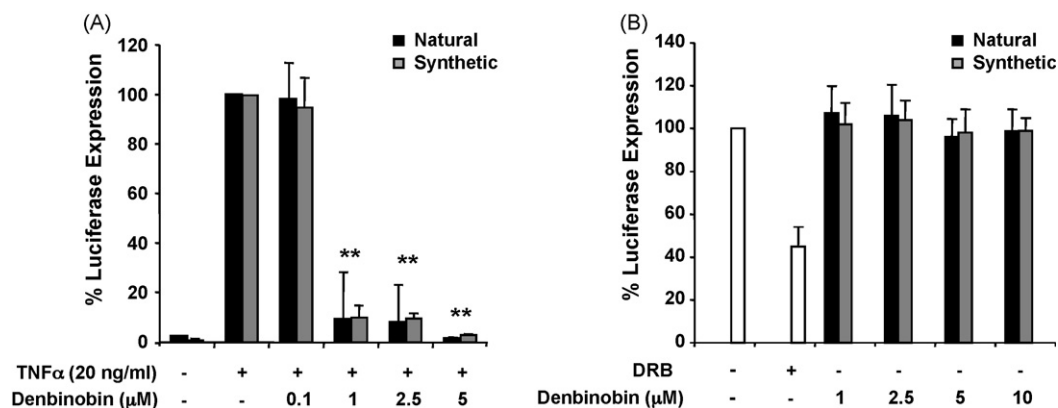 (A)
Natural
Synthetic
% Luciferase Expression
120
100
80
60
40
20
0
** ** **
TNFα (20 ng/ml) - + + + + +
Denbinobin (μM) - - 0.1 1 2.5 5
(B)
Natural
Synthetic
% Luciferase Expression
140
120
100
80
60
40
20
0
DRB - + - - - -
Denbinobin (μM) - - 1 2.5 5 10